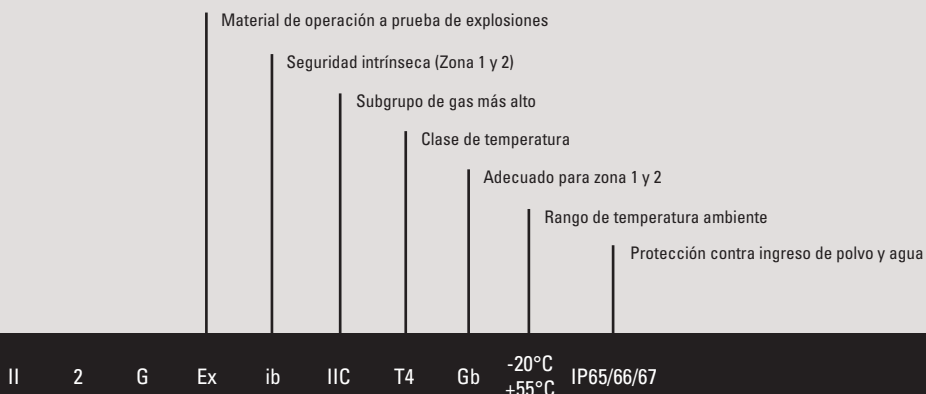 Material de operación a prueba de explosiones
Seguridad intrínseca (Zona 1 y 2)
Subgrupo de gas más alto
Clase de temperatura
Adecuado para zona 1 y 2
Rango de temperatura ambiente
Protección contra ingreso de polvo y agua
II 2 G Ex ib IIC T4 Gb -20°C IP65/66/67
+55°C